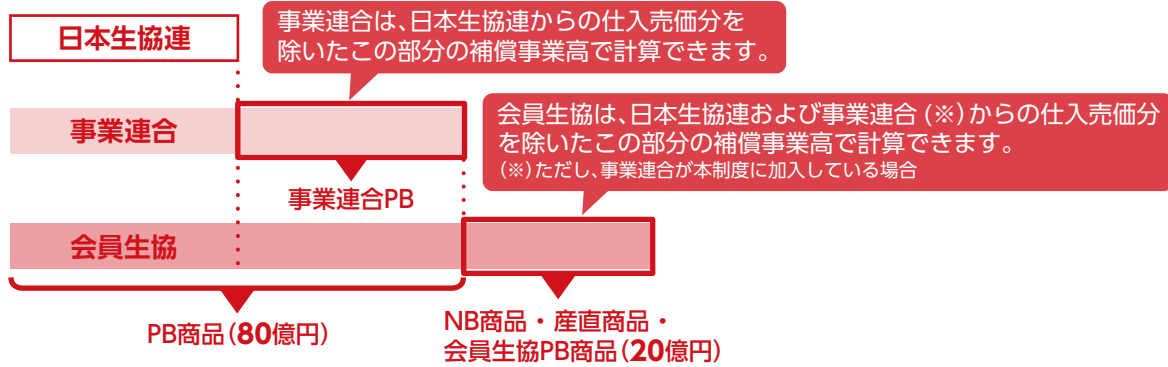 日本生協連
事業連合は、日本生協連からの仕入売価分を
除いたこの部分の補償事業高で計算できます。
事業連合
会員生協は、日本生協連および事業連合(※)からの仕入売価分
を除いたこの部分の補償事業高で計算できます。
(※)ただし、事業連合が本制度に加入している場合
事業連合PB
会員生協
PB商品(80億円)
NB商品・産直商品・
会員生協PB商品(20億円)